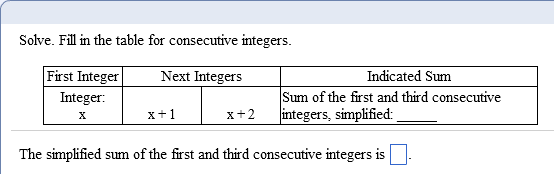 Solve. Fill in the table for consecutive integers.
First Integer Next Integers Indicated Sum
Integer: Sum of the first and third consecutive
x x+1 x+2 integers, simplified: ______
The simplified sum of the first and third consecutive integers is .